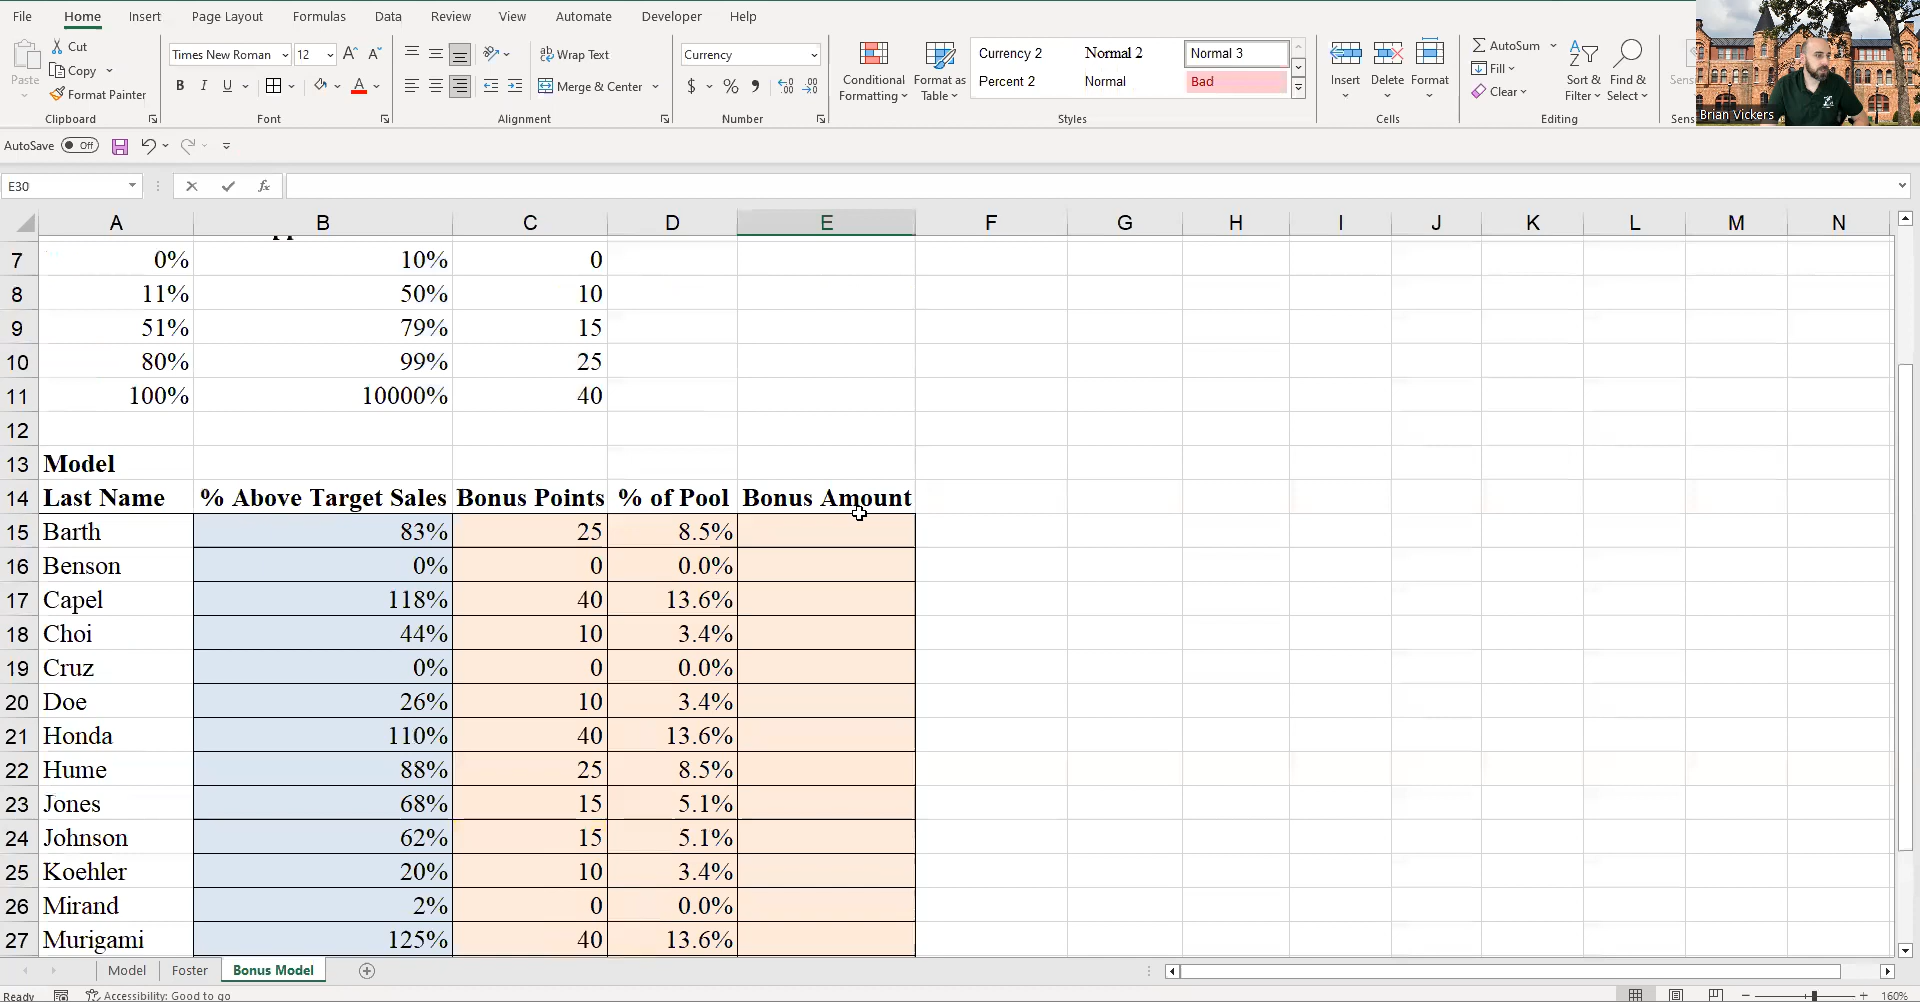 File Home Insert Page Layout Formulas Data Review View Automate Developer Help
Paste Cut Copy Format Painter Clipboard
Times New Roman 12 B I U Font
Wrap Text Merge & Center Alignment
Currency $ % Number
Conditional Formatting Format as Table
Currency 2 Normal 2 Normal 3
Percent 2 Normal Bad
Styles
Insert Delete Format Cells
AutoSum Fill Clear Sort & Filter Find & Select Editing
Sens
Brian Vickers
AutoSave Off
E30 fx
A B C D E F G H I J K L M N
7 0% 10% 0
8 11% 50% 10
9 51% 79% 15
10 80% 99% 25
11 100% 10000% 40
12
13 Model
14 Last Name % Above Target Sales Bonus Points % of Pool Bonus Amount
15 Barth 83% 25 8.5%
16 Benson 0% 0 0.0%
17 Capel 118% 40 13.6%
18 Choi 44% 10 3.4%
19 Cruz 0% 0 0.0%
20 Doe 26% 10 3.4%
21 Honda 110% 40 13.6%
22 Hume 88% 25 8.5%
23 Jones 68% 15 5.1%
24 Johnson 62% 15 5.1%
25 Koehler 20% 10 3.4%
26 Mirand 2% 0 0.0%
27 Murigami 125% 40 13.6%
Model Foster Bonus Model
Ready Accessibility: Good to go 160%